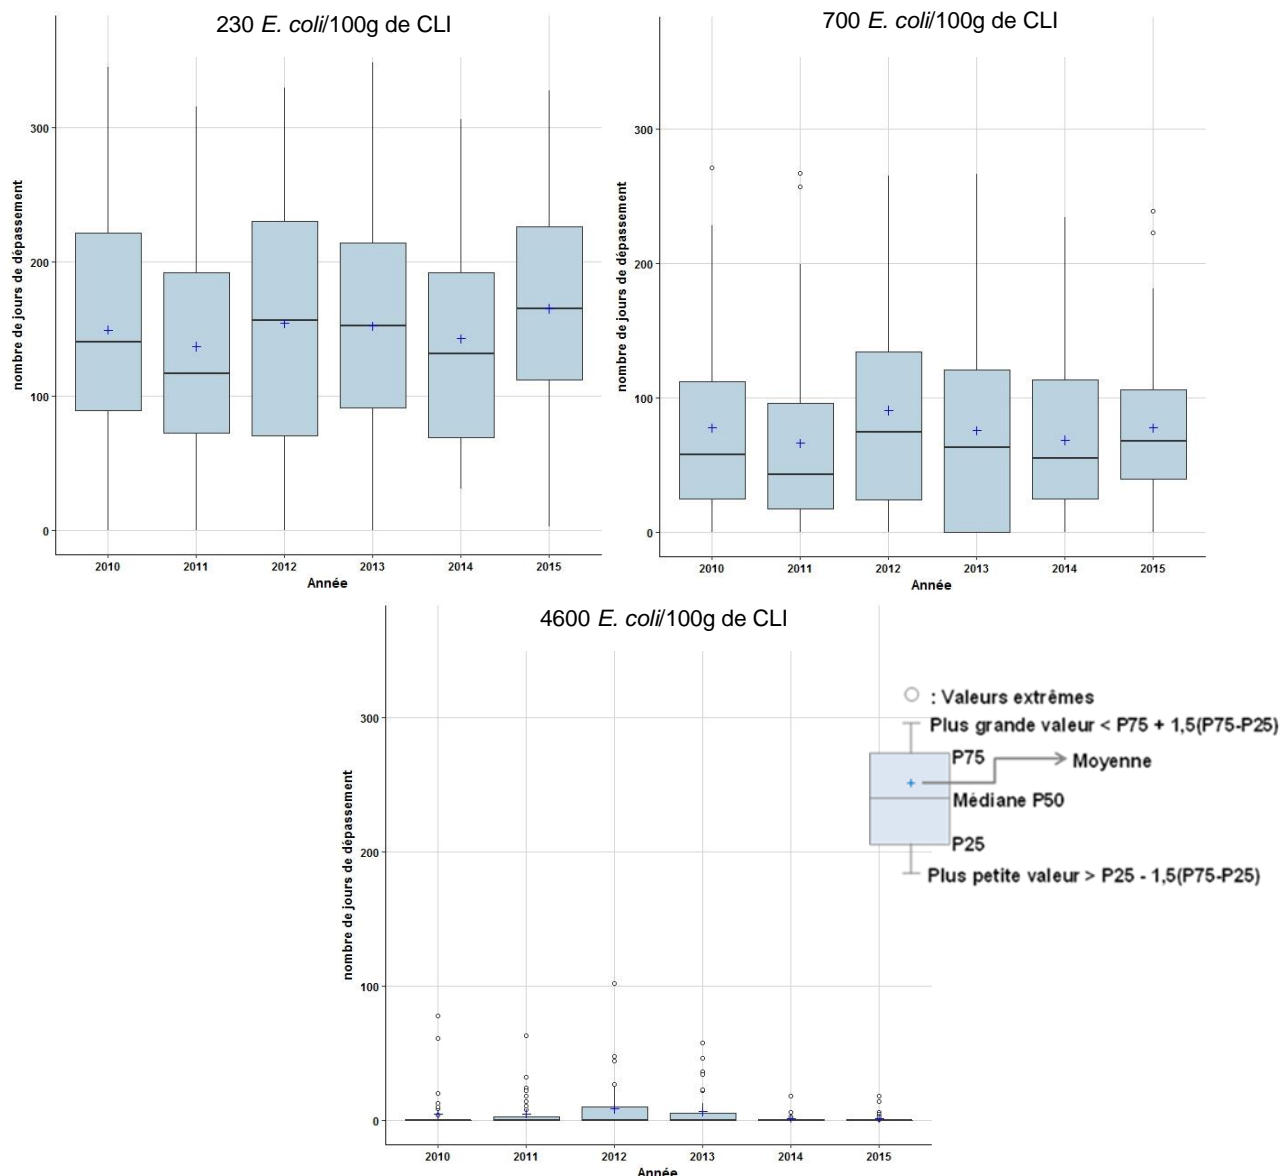 230 E. coli/100g de CLI
nombre de jours de dépassement
300
200
100
0
2010 2011 2012 2013 2014 2015
Année
700 E. coli/100g de CLI
nombre de jours de dépassement
300
200
100
0
2010 2011 2012 2013 2014 2015
Année
4600 E. coli/100g de CLI
nombre de jours de dépassement
300
200
100
0
2010 2011 2012 2013 2014 2015
Année
: Valeurs extrêmes
Plus grande valeur < P75 + 1,5(P75-P25)
P75
Moyenne
Médiane P50
P25
Plus petite valeur > P25 - 1,5(P75-P25)